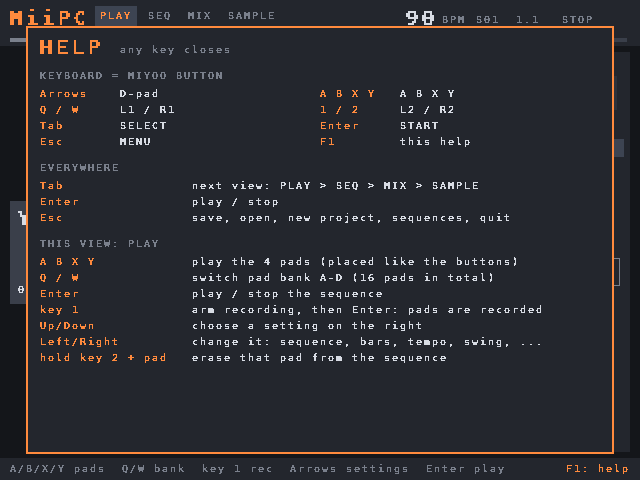 MiiPC PLAY SEQ MIX SAMPLE 90 BPM S01 1.1 STOP
HELP any key closes
KEYBOARD = MIYOO BUTTON
Arrows D-pad A B X Y A B X Y
Q / W L1 / R1 1 / 2 L2 / R2
Tab SELECT Enter START
Esc MENU F1 this help
EVERYWHERE
Tab next view: PLAY > SEQ > MIX > SAMPLE
Enter play / stop
Esc save, open, new project, sequences, quit
THIS VIEW: PLAY
A B X Y play the 4 pads (placed like the buttons)
Q / W switch pad bank A-D (16 pads in total)
Enter play / stop the sequence
key 1 arm recording, then Enter: pads are recorded
Up/Down choose a setting on the right
Left/Right change it: sequence, bars, tempo, swing, ...
hold key 2 + pad erase that pad from the sequence
A/B/X/Y pads Q/W bank key 1 rec Arrows settings Enter play F1: help